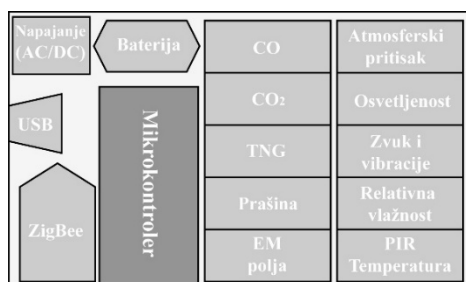 Napajanje
(AC/DC)
Baterija
USB
ZigBee
Mikrokontroler
CO
CO₂
TNG
Prašina
EM
polja
Atmosferski
pritisak
Osvetljenost
Zvuk i
vibracije
Relativna
vlažnost
PIR
Temperatura